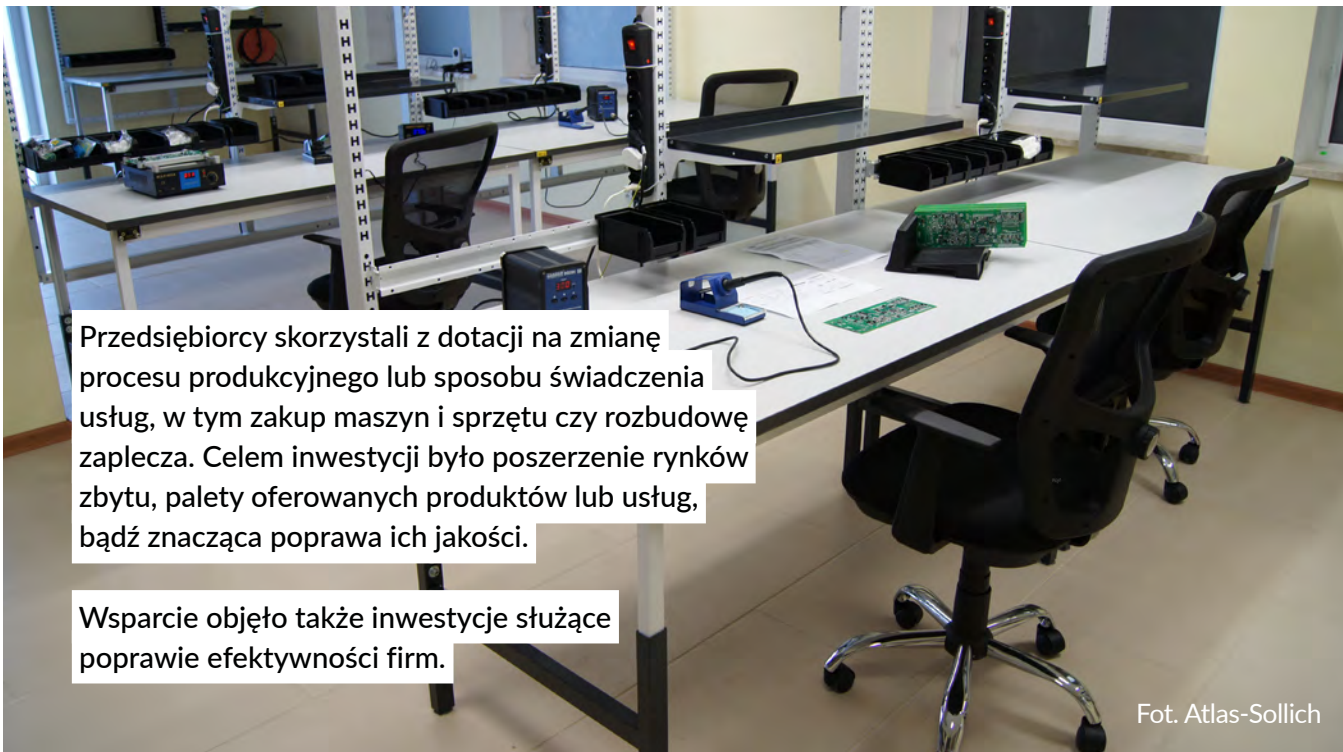 Przedsiębiorcy skorzystali z dotacji na zmianę
procesu produkcyjnego lub sposobu świadczenia
usług, w tym zakup maszyn i sprzętu czy rozbudowę
zaplecza. Celem inwestycji było poszerzenie rynków
zbytu, palety oferowanych produktów lub usług,
bądź znacząca poprawa ich jakości.
Wsparcie objęło także inwestycje służące
poprawie efektywności firm.
Fot. Atlas-Sollich